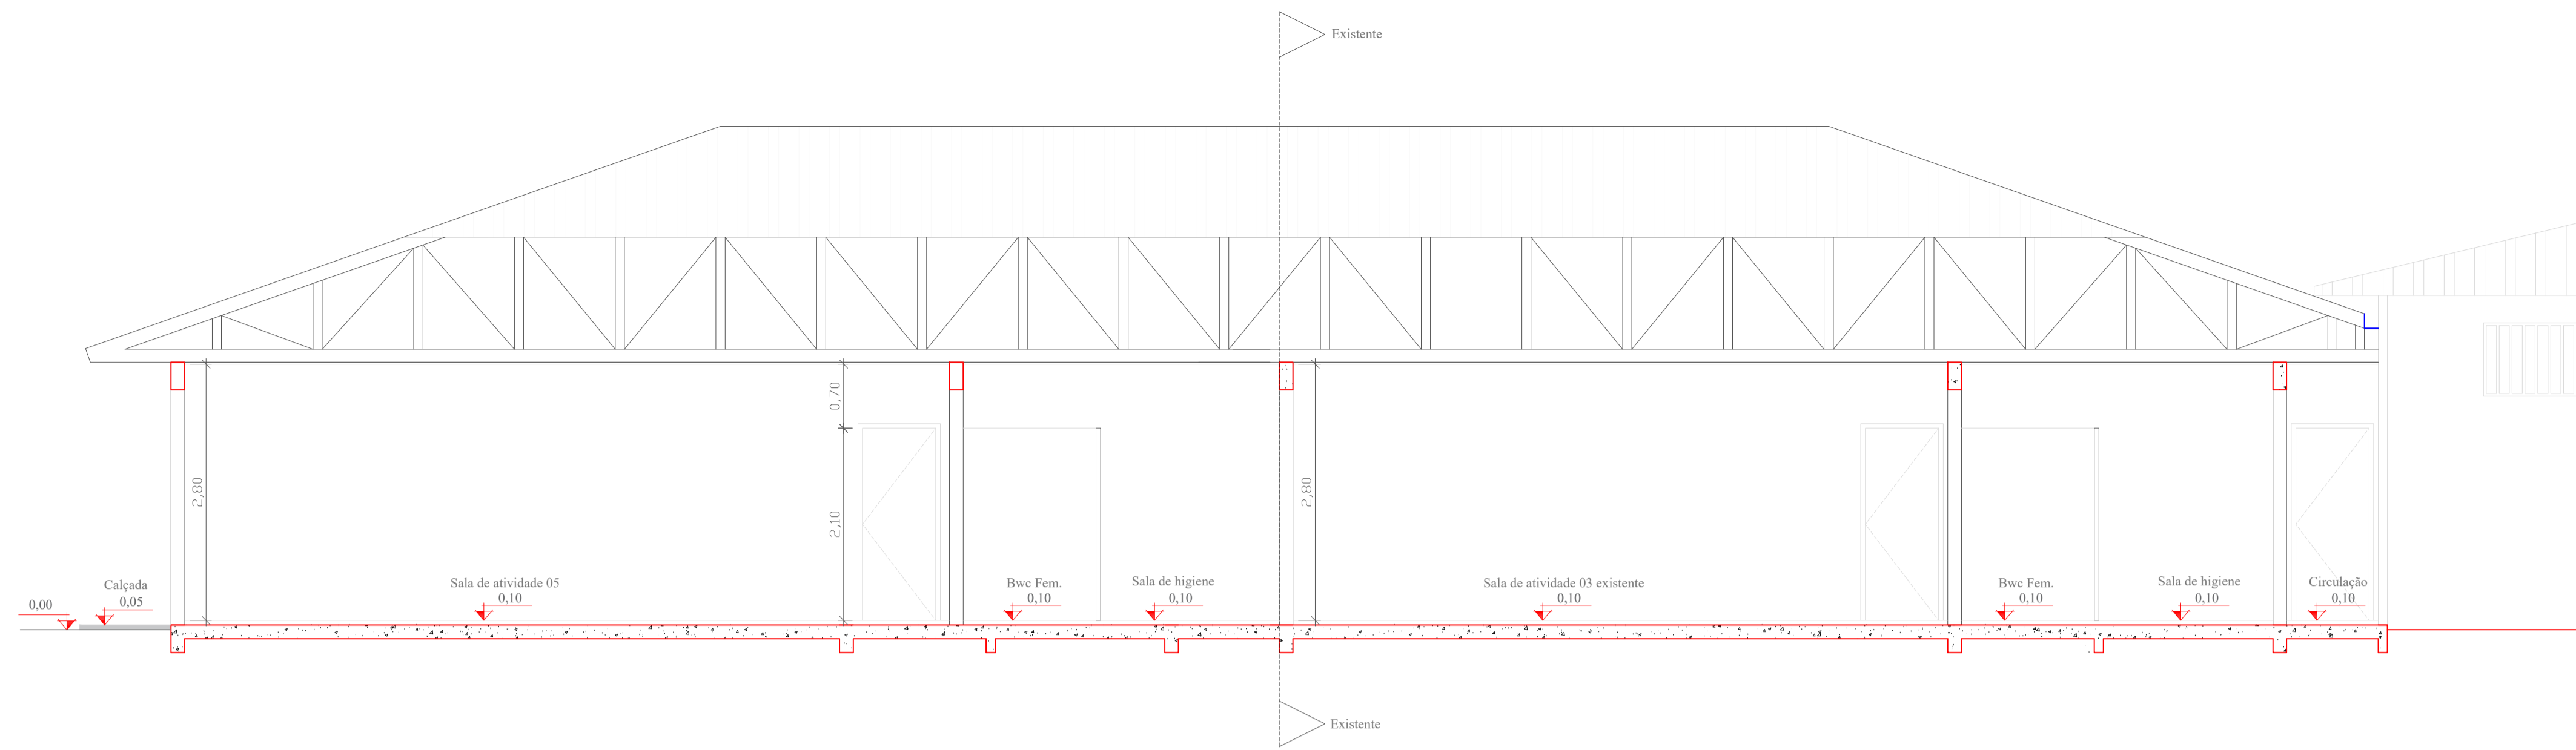 Existente
0,70
2,80
2,10
2,80
Calçada
0,00
0,05
Sala de atividade 05
0,10
Bwc Fem.
0,10
Sala de higiene
0,10
Sala de atividade 03 existente
0,10
Bwc Fem.
0,10
Sala de higiene
0,10
Circulação
0,10
Existente